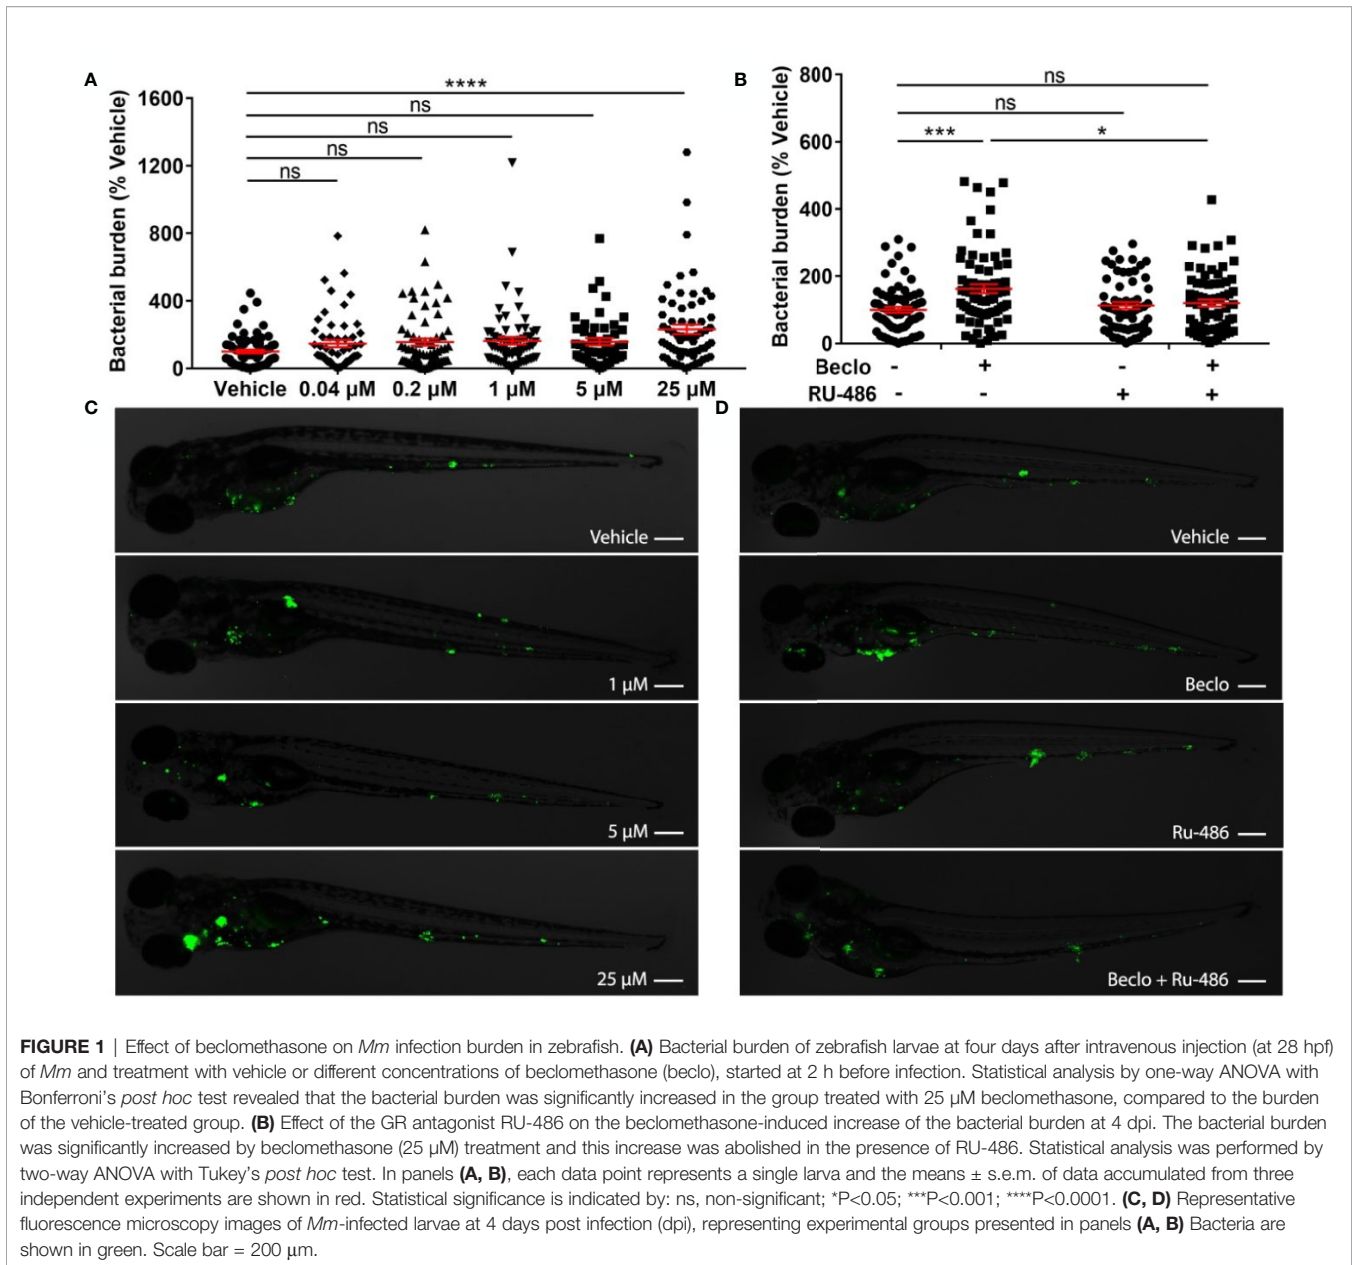 A
Bacterial burden (% Vehicle)
1600
1200
800
400
0
****
ns
ns
ns
ns
Vehicle 0.04 µM 0.2 µM 1 µM 5 µM 25 µM
B
Bacterial burden (% Vehicle)
800
600
400
200
0
ns
ns
*** *
Beclo - + - +
RU-486 - - + +
C
Vehicle
1 µM
5 µM
25 µM
D
Vehicle
Beclo
Ru-486
Beclo + Ru-486
FIGURE 1 | Effect of beclomethasone on Mm infection burden in zebrafish. (A) Bacterial burden of zebrafish larvae at four days after intravenous injection (at 28 hpf)
of Mm and treatment with vehicle or different concentrations of beclomethasone (beclo), started at 2 h before infection. Statistical analysis by one-way ANOVA with
Bonferroni's post hoc test revealed that the bacterial burden was significantly increased in the group treated with 25 µM beclomethasone, compared to the burden
of the vehicle-treated group. (B) Effect of the GR antagonist RU-486 on the beclomethasone-induced increase of the bacterial burden at 4 dpi. The bacterial burden
was significantly increased by beclomethasone (25 µM) treatment and this increase was abolished in the presence of RU-486. Statistical analysis was performed by
two-way ANOVA with Tukey's post hoc test. In panels (A, B), each data point represents a single larva and the means ± s.e.m. of data accumulated from three
independent experiments are shown in red. Statistical significance is indicated by: ns, non-significant; *P<0.05; ***P<0.001; ****P<0.0001. (C, D) Representative
fluorescence microscopy images of Mm-infected larvae at 4 days post infection (dpi), representing experimental groups presented in panels (A, B) Bacteria are
shown in green. Scale bar = 200 µm.